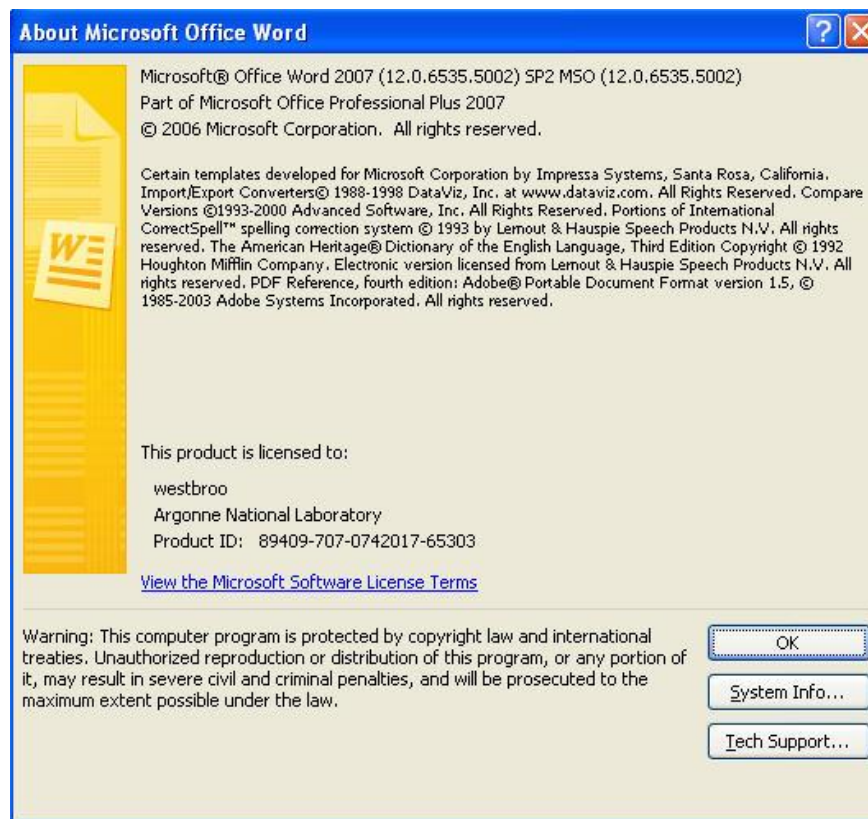 About Microsoft Office Word
Microsoft® Office Word 2007 (12.0.6535.5002) SP2 MSO (12.0.6535.5002)
Part of Microsoft Office Professional Plus 2007
© 2006 Microsoft Corporation.  All rights reserved.
Certain templates developed for Microsoft Corporation by Impressa Systems, Santa Rosa, California.
Import/Export Converters© 1988-1998 DataViz, Inc. at www.dataviz.com. All Rights Reserved. Compare
Versions ©1993-2000 Advanced Software, Inc. All Rights Reserved. Portions of International
CorrectSpell™ spelling correction system © 1993 by Lernout & Hauspie Speech Products N.V. All rights
reserved. The American Heritage® Dictionary of the English Language, Third Edition Copyright © 1992
Houghton Mifflin Company. Electronic version licensed from Lernout & Hauspie Speech Products N.V. All
rights reserved. PDF Reference, fourth edition: Adobe® Portable Document Format version 1.5, ©
1985-2003 Adobe Systems Incorporated. All rights reserved.
W
This product is licensed to:
westbroo
Argonne National Laboratory
Product ID: 89409-707-0742017-65303
View the Microsoft Software License Terms
Warning: This computer program is protected by copyright law and international
treaties. Unauthorized reproduction or distribution of this program, or any portion of
it, may result in severe civil and criminal penalties, and will be prosecuted to the
maximum extent possible under the law.
OK
System Info...
Tech Support...